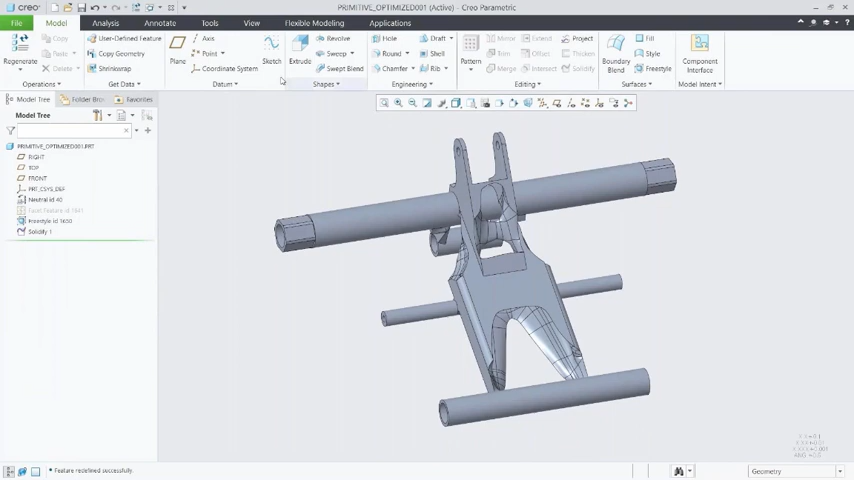 creo
PRIMITIVE_OPTIMIZED001 (Active) - Creo Parametric
File Model Analysis Annotate Tools View Flexible Modeling Applications
Regenerate Copy Paste Delete User-Defined Feature Copy Geometry Shrinkwrap Plane Axis Point Coordinate System Sketch Extrude Revolve Sweep Swept Blend Hole Round Chamfer Draft Shell Rib Pattern Mirror Trim Merge Extend Offset Intersect Project Thicken Solidify Boundary Blend Fill Style Freestyle Component Interface
Operations Get Data Datum Shapes Engineering Editing Surfaces Model Intent
Model Tree Folder Bro Favorites
Model Tree
PRIMITIVE_OPTIMIZED001.PRT
RIGHT
TOP
FRONT
PRT_CSYS_DEF
Neutral id 40
Freestyle id 1650
Solidify 1
Feature redefined successfully.
Geometry